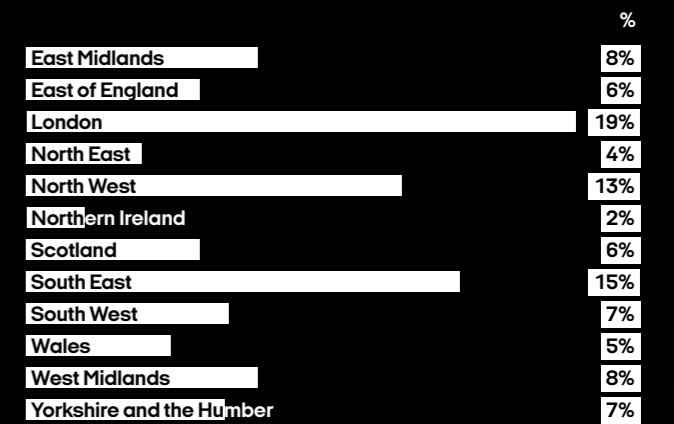 %
East Midlands 8%
East of England 6%
London 19%
North East 4%
North West 13%
Northern Ireland 2%
Scotland 6%
South East 15%
South West 7%
Wales 5%
West Midlands 8%
Yorkshire and the Humber 7%